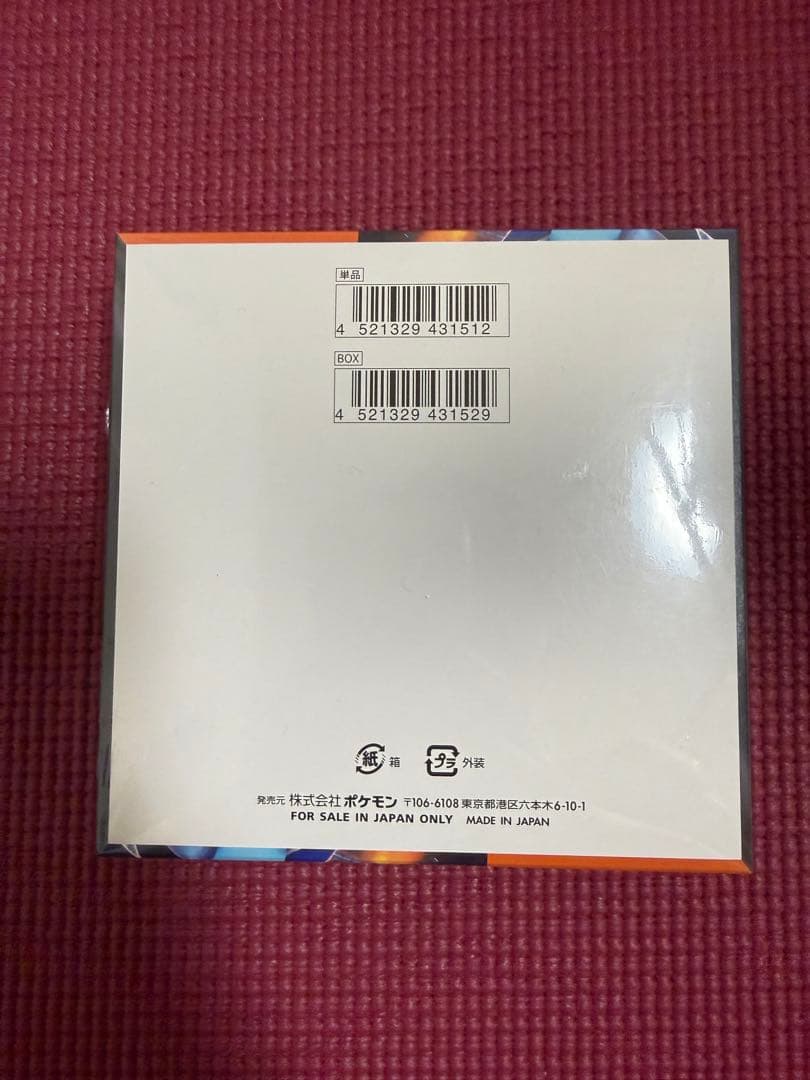 単品
4 521329 431512
BOX
4 521329 431529
紙 箱 プラ 外装
発売元 株式会社 ポケモン 〒106-6108 東京都港区六本木6-10-1
FOR SALE IN JAPAN ONLY MADE IN JAPAN